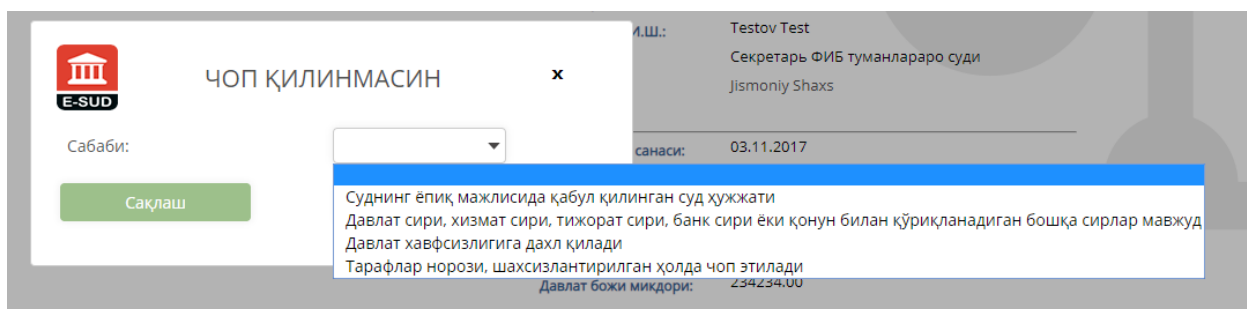 И.Ш.:
Testov Test
Секретарь ФИБ туманлараро суди
Jismoniy Shaxs
E-SUD
ЧОП ҚИЛИНМАСИН
x
Сабаби:
санаси:
03.11.2017
Сақлаш
Суднинг ёпиқ мажлисида қабул қилинган суд ҳужжати
Давлат сири, хизмат сири, тижорат сири, банк сири ёки қонун билан қўриқланадиган бошқа сирлар мавжуд
Давлат хавфсизлигига дахл қилади
Тарафлар норози, шахсизлантирилган ҳолда чоп этилади
Давлат божи микдори:
234234.00